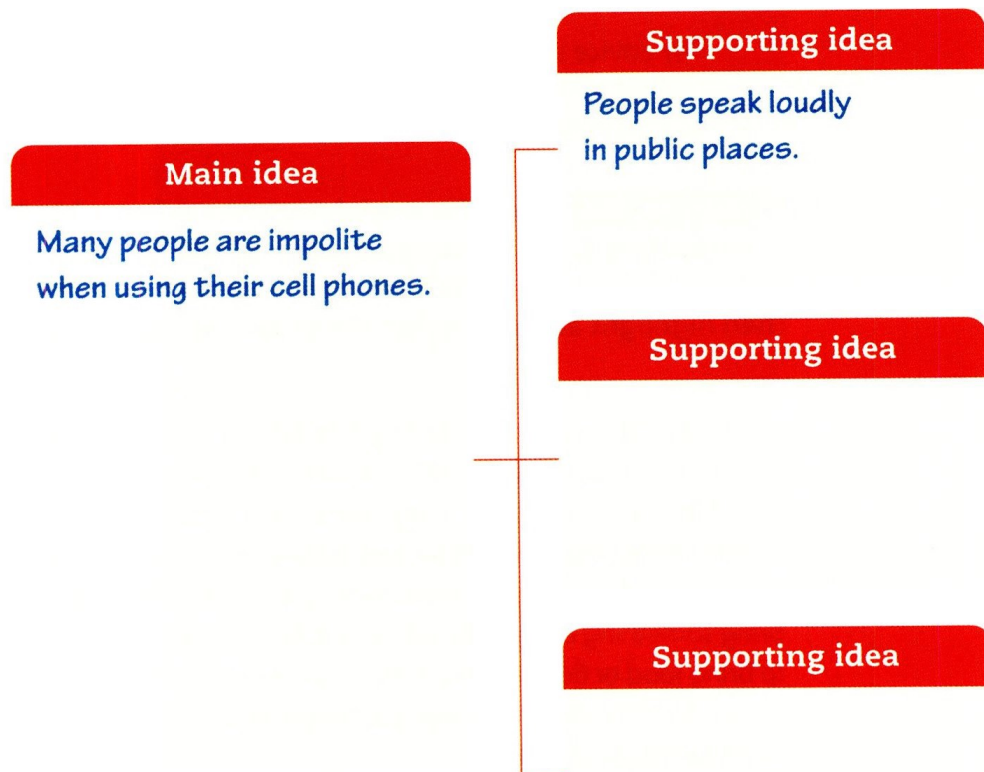 Main idea
Many people are impolite
when using their cell phones.
Supporting idea
People speak loudly
in public places.
Supporting idea
Supporting idea